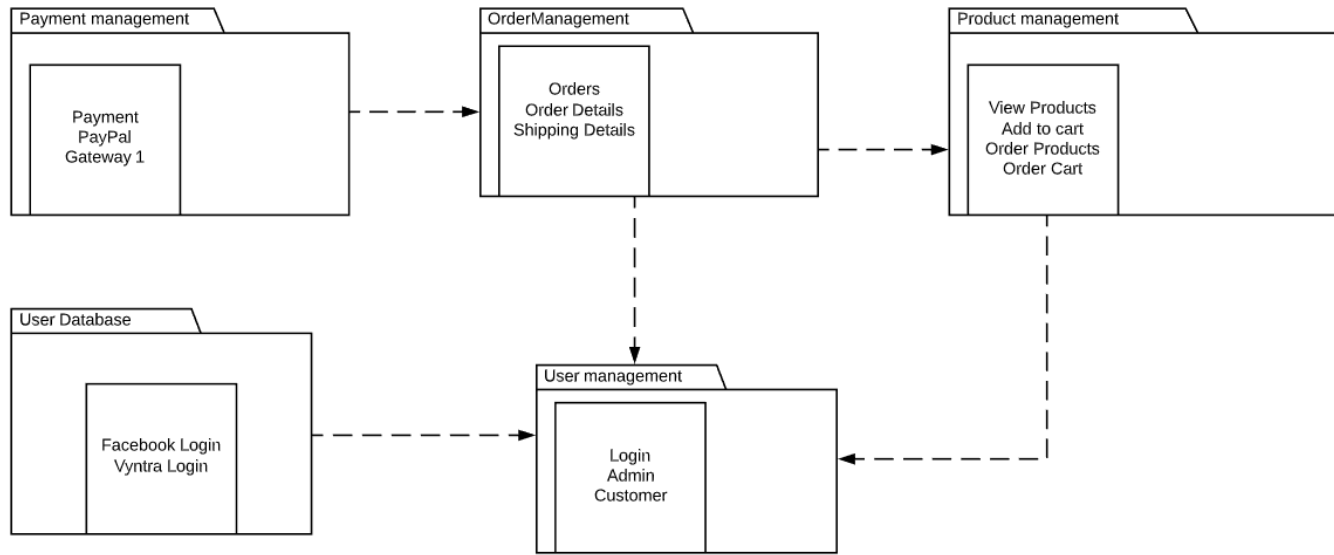 Payment management
Payment
PayPal
Gateway 1
OrderManagement
Orders
Order Details
Shipping Details
Product management
View Products
Add to cart
Order Products
Order Cart
User Database
Facebook Login
Vyntra Login
User management
Login
Admin
Customer